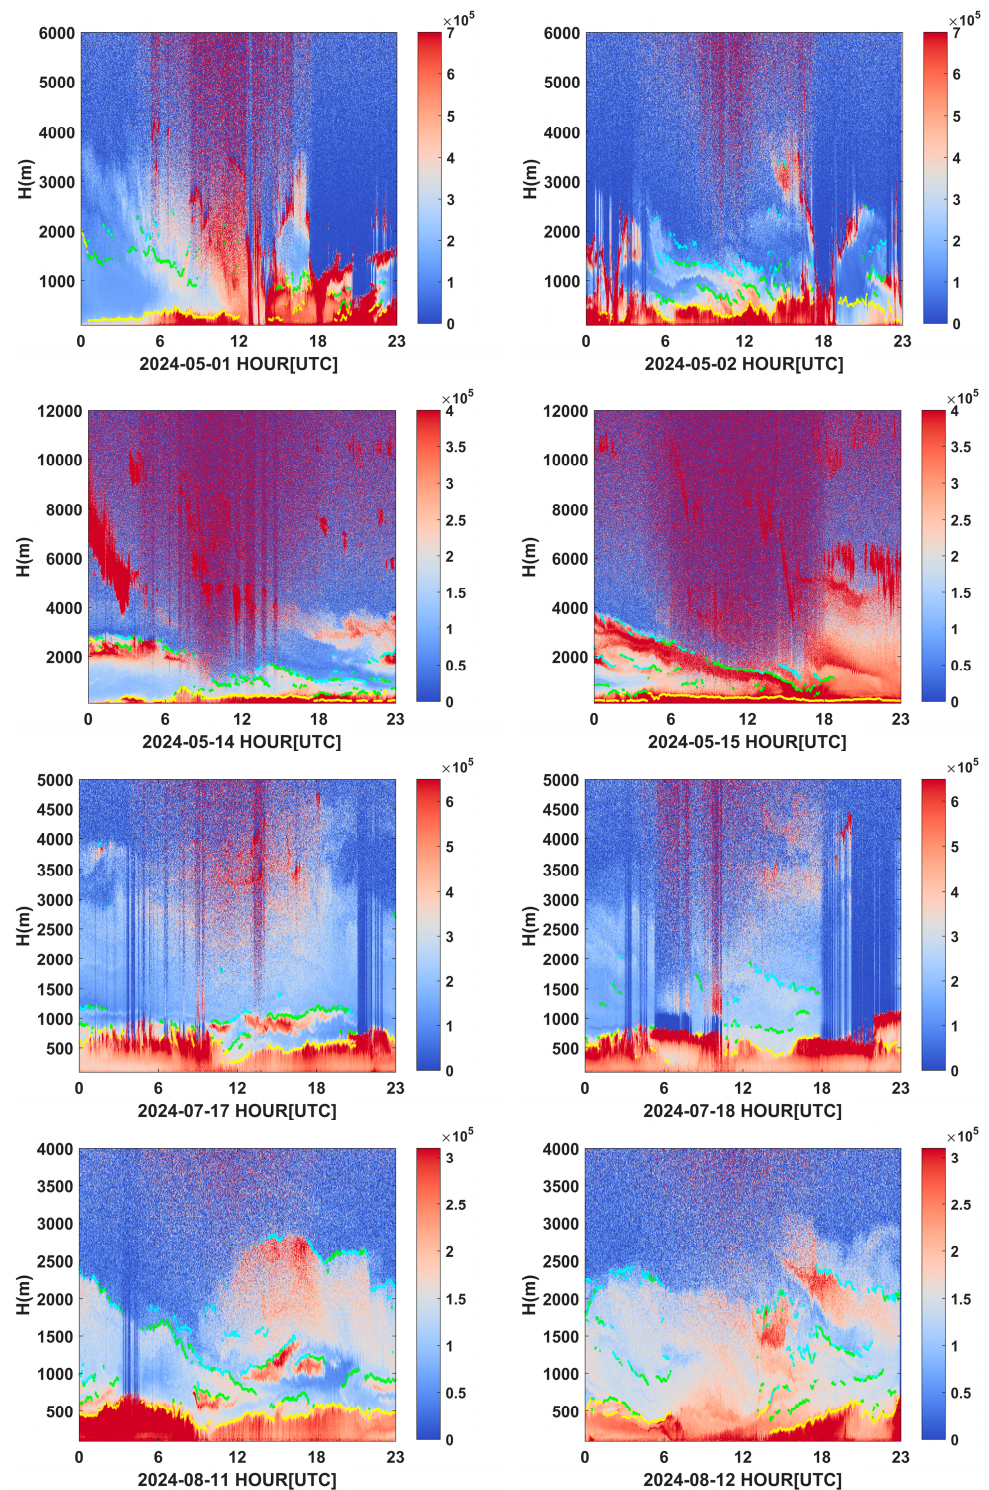 ×10⁵ ×10⁵
6000 7 6000 7
5000 6 5000 6
4000 5 4000 5
H(m) 3000 4 H(m) 3000 4
2000 3 2000 3
1000 2 1000 2
1 1
0 0
0 6 12 18 23 0 6 12 18 23
2024-05-01 HOUR[UTC] 2024-05-02 HOUR[UTC]
×10⁵ ×10⁵
12000 4 12000 4
10000 3.5 10000 3.5
8000 3 8000 3
2.5 2.5
H(m) 6000 2 H(m) 6000 2
4000 1.5 4000 1.5
2000 1 2000 1
0.5 0.5
0 0
0 6 12 18 23 0 6 12 18 23
2024-05-14 HOUR[UTC] 2024-05-15 HOUR[UTC]
×10⁵ ×10⁵
5000 5000
4500 6 4500 6
4000 5 4000 5
3500 4 3500 4
3000 3000
H(m) 2500 3 H(m) 2500 3
2000 2000
1500 2 1500 2
1000 1 1000 1
500 500
0 0
0 6 12 18 23 0 6 12 18 23
2024-07-17 HOUR[UTC] 2024-07-18 HOUR[UTC]
×10⁵ ×10⁵
4000 3 4000 3
3500 2.5 3500 2.5
3000 3000
2500 2 2500 2
H(m) 2000 1.5 H(m) 2000 1.5
1500 1 1500 1
1000 0.5 1000 0.5
500 500
0 0
0 6 12 18 23 0 6 12 18 23
2024-08-11 HOUR[UTC] 2024-08-12 HOUR[UTC]